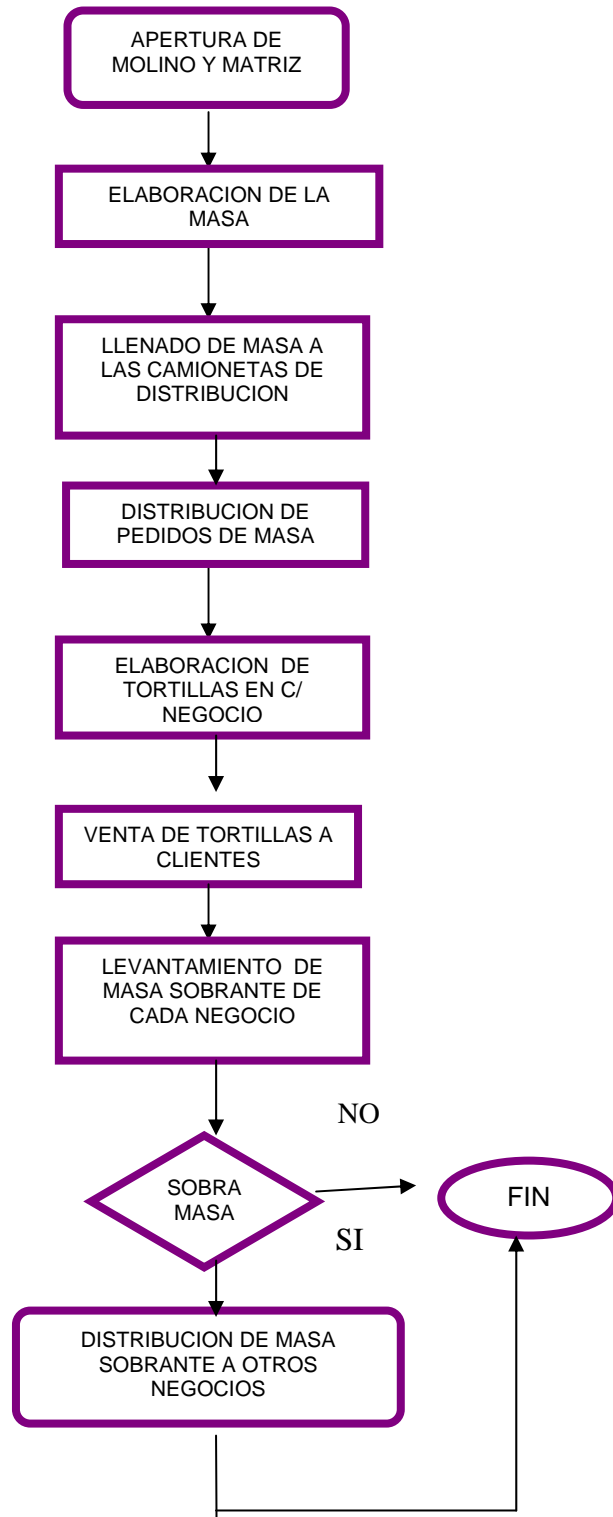 APERTURA DE
MOLINO Y MATRIZ
ELABORACION DE LA
MASA
LLENADO DE MASA A
LAS CAMIONETAS DE
DISTRIBUCION
DISTRIBUCION DE
PEDIDOS DE MASA
ELABORACION DE
TORTILLAS EN C/
NEGOCIO
VENTA DE TORTILLAS A
CLIENTES
LEVANTAMIENTO DE
MASA SOBRANTE DE
CADA NEGOCIO
NO
SOBRA
MASA
FIN
SI
DISTRIBUCION DE MASA
SOBRANTE A OTROS
NEGOCIOS